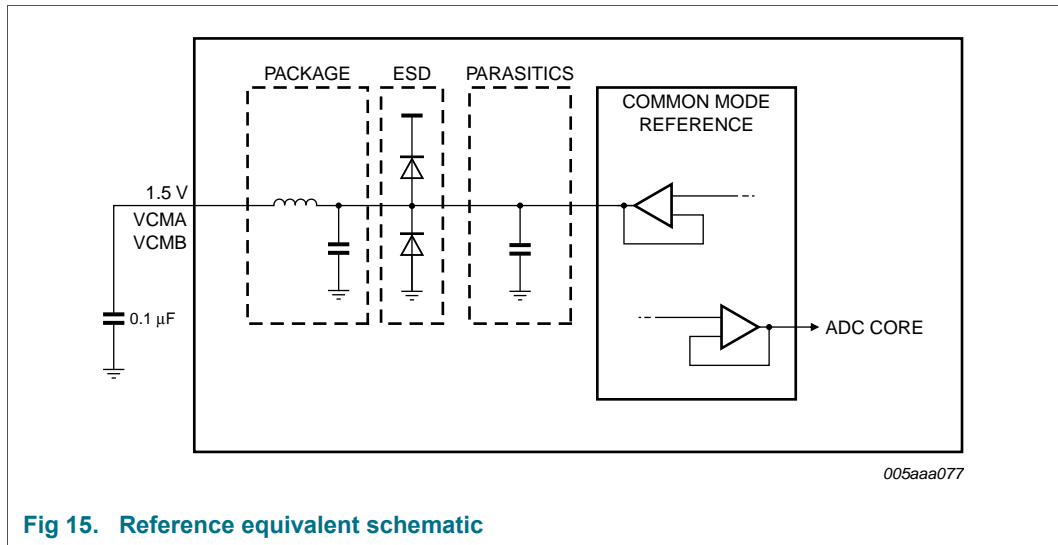 PACKAGE
ESD
PARASITICS
COMMON MODE
REFERENCE
1.5 V
VCMA
VCMB
0.1 μF
ADC CORE
005aaa077
Fig 15. Reference equivalent schematic